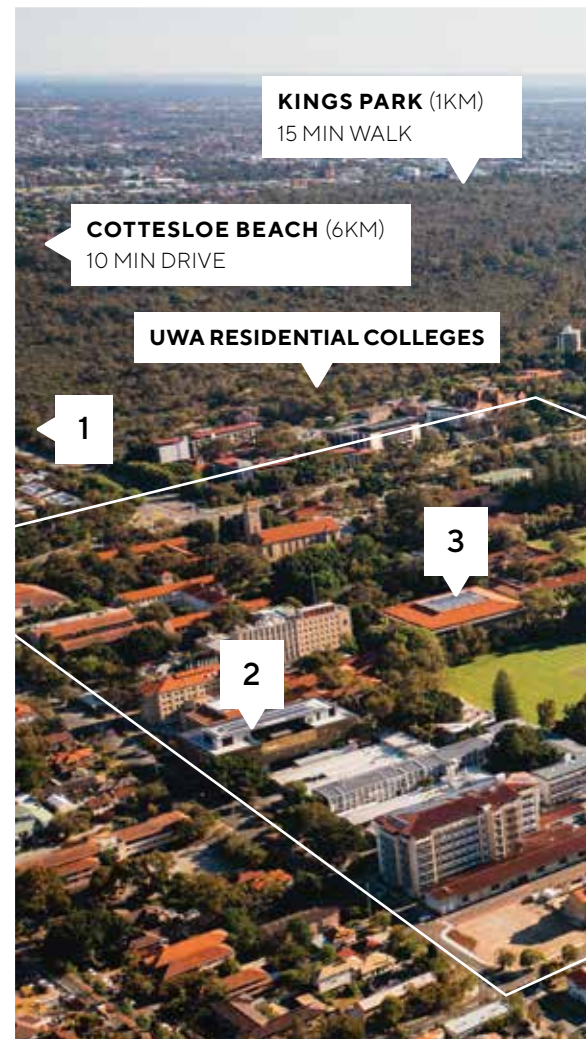 KINGS PARK (1KM)
15 MIN WALK
COTTESLOE BEACH (6KM)
10 MIN DRIVE
UWA RESIDENTIAL COLLEGES
1
3
2